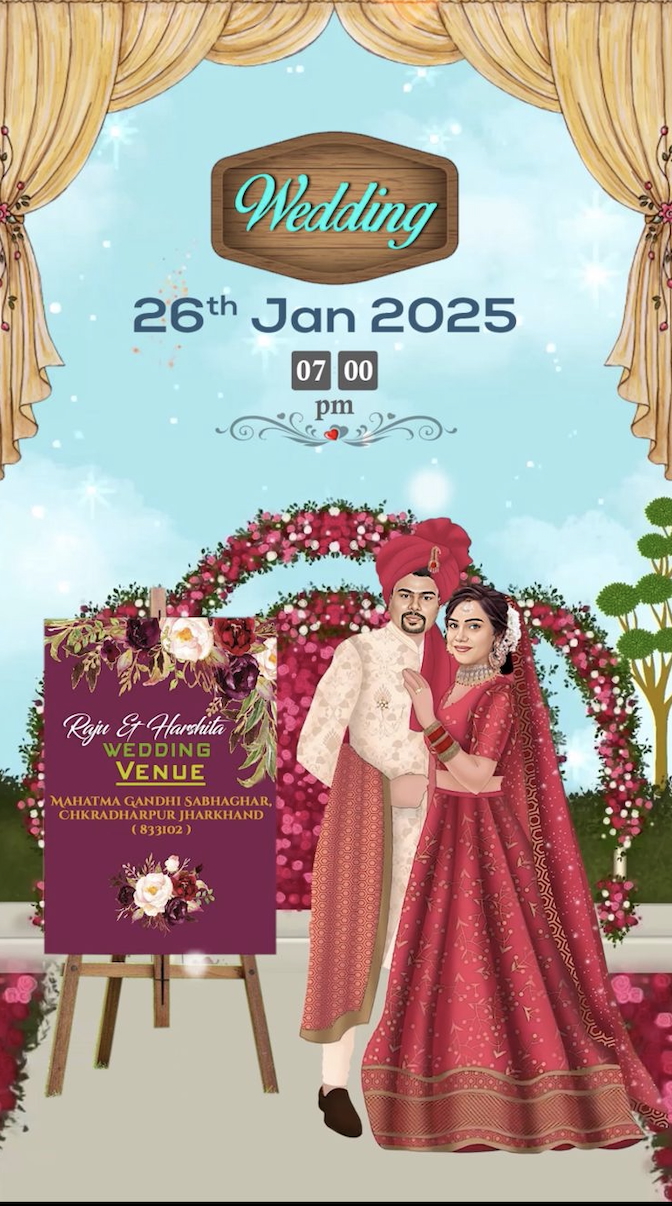 Wedding
26th Jan 2025
07 00
pm
Raju & Harshita
WEDDING
VENUE
MAHATMA GANDHI SABHAGHAR,
CHKRADHARPUR JHARKHAND
( 833102 )